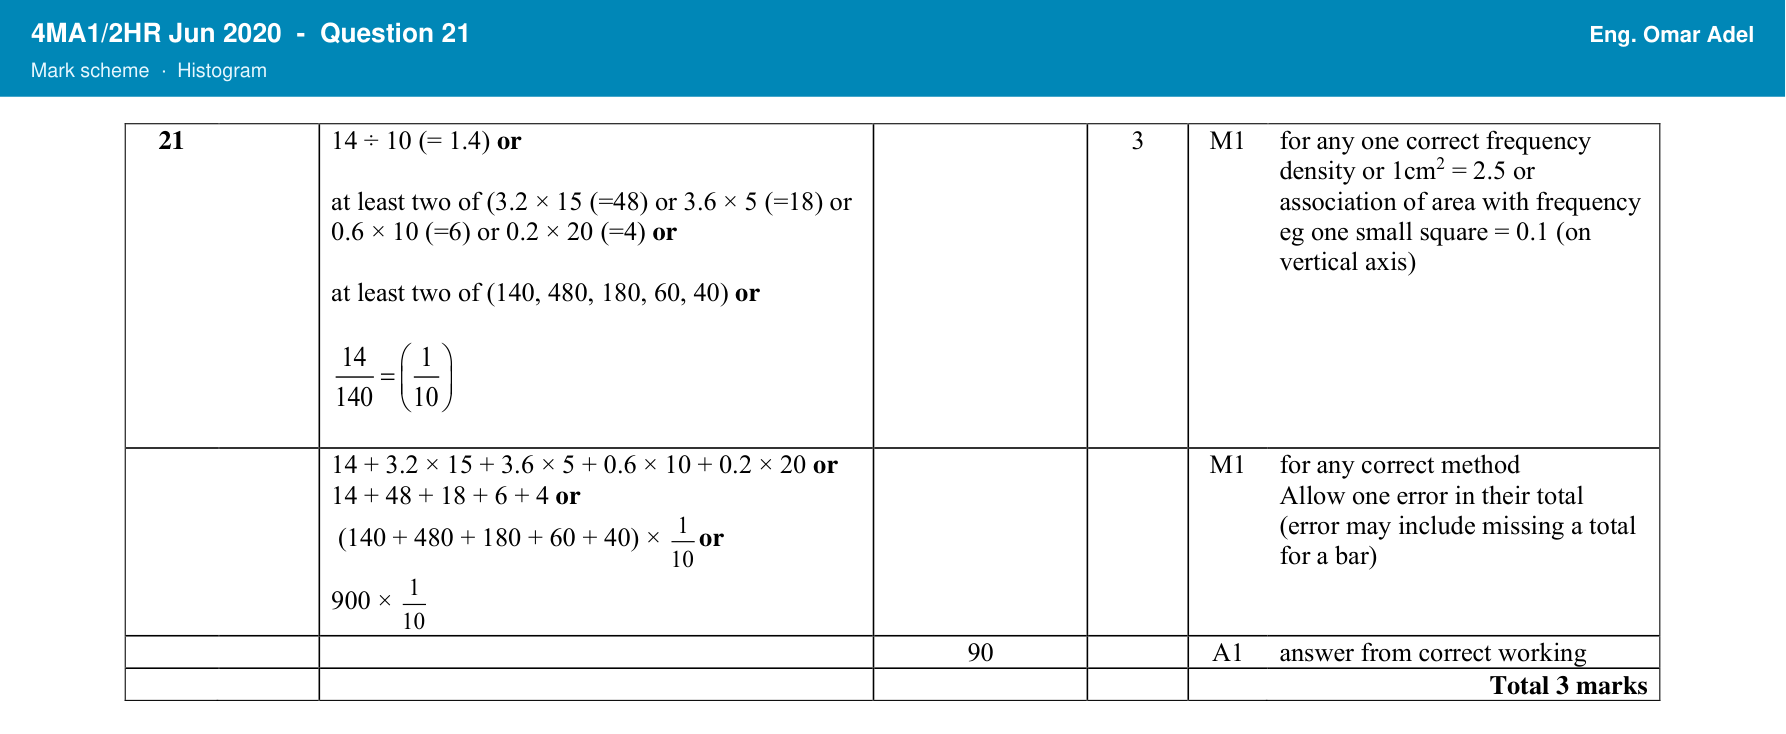 4MA1/2HR Jun 2020 - Question 21
Eng. Omar Adel
Mark scheme · Histogram
21
14 ÷ 10 (= 1.4) or
at least two of (3.2 × 15 (=48) or 3.6 × 5 (=18) or
0.6 × 10 (=6) or 0.2 × 20 (=4) or
at least two of (140, 480, 180, 60, 40) or
14/140 = (1/10)
3
M1 for any one correct frequency
density or 1cm² = 2.5 or
association of area with frequency
eg one small square = 0.1 (on
vertical axis)
14 + 3.2 × 15 + 3.6 × 5 + 0.6 × 10 + 0.2 × 20 or
14 + 48 + 18 + 6 + 4 or
(140 + 480 + 180 + 60 + 40) × 1/10 or
900 × 1/10
M1 for any correct method
Allow one error in their total
(error may include missing a total
for a bar)
90
A1 answer from correct working
Total 3 marks